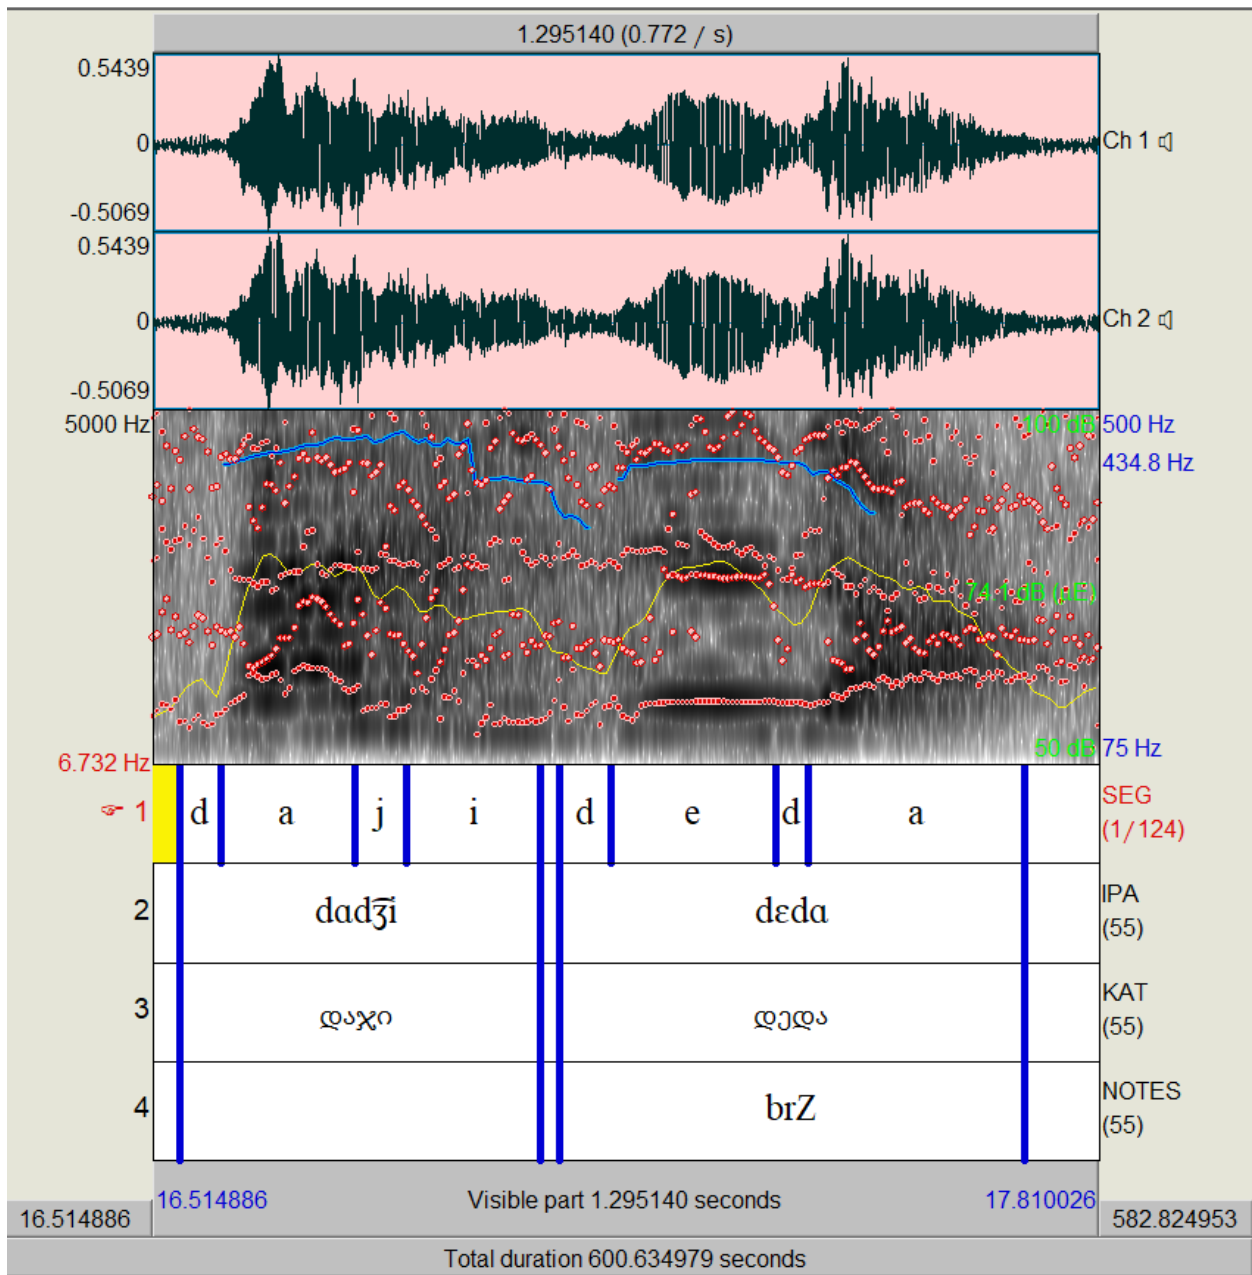 1.295140 (0.772 / s)
0.5439
0
-0.5069
Ch 1
0.5439
0
-0.5069
Ch 2
5000 Hz
100 dB
500 Hz
434.8 Hz
74.1 dB (µE)
6.732 Hz
50 dB
75 Hz
1
d
a
j
i
d
e
d
a
SEG
(1/124)
2
dɑd͡ʒi
dɛdɑ
IPA
(55)
3
დაჯი
დედა
KAT
(55)
4
brZ
NOTES
(55)
16.514886
Visible part 1.295140 seconds
17.810026
16.514886
582.824953
Total duration 600.634979 seconds